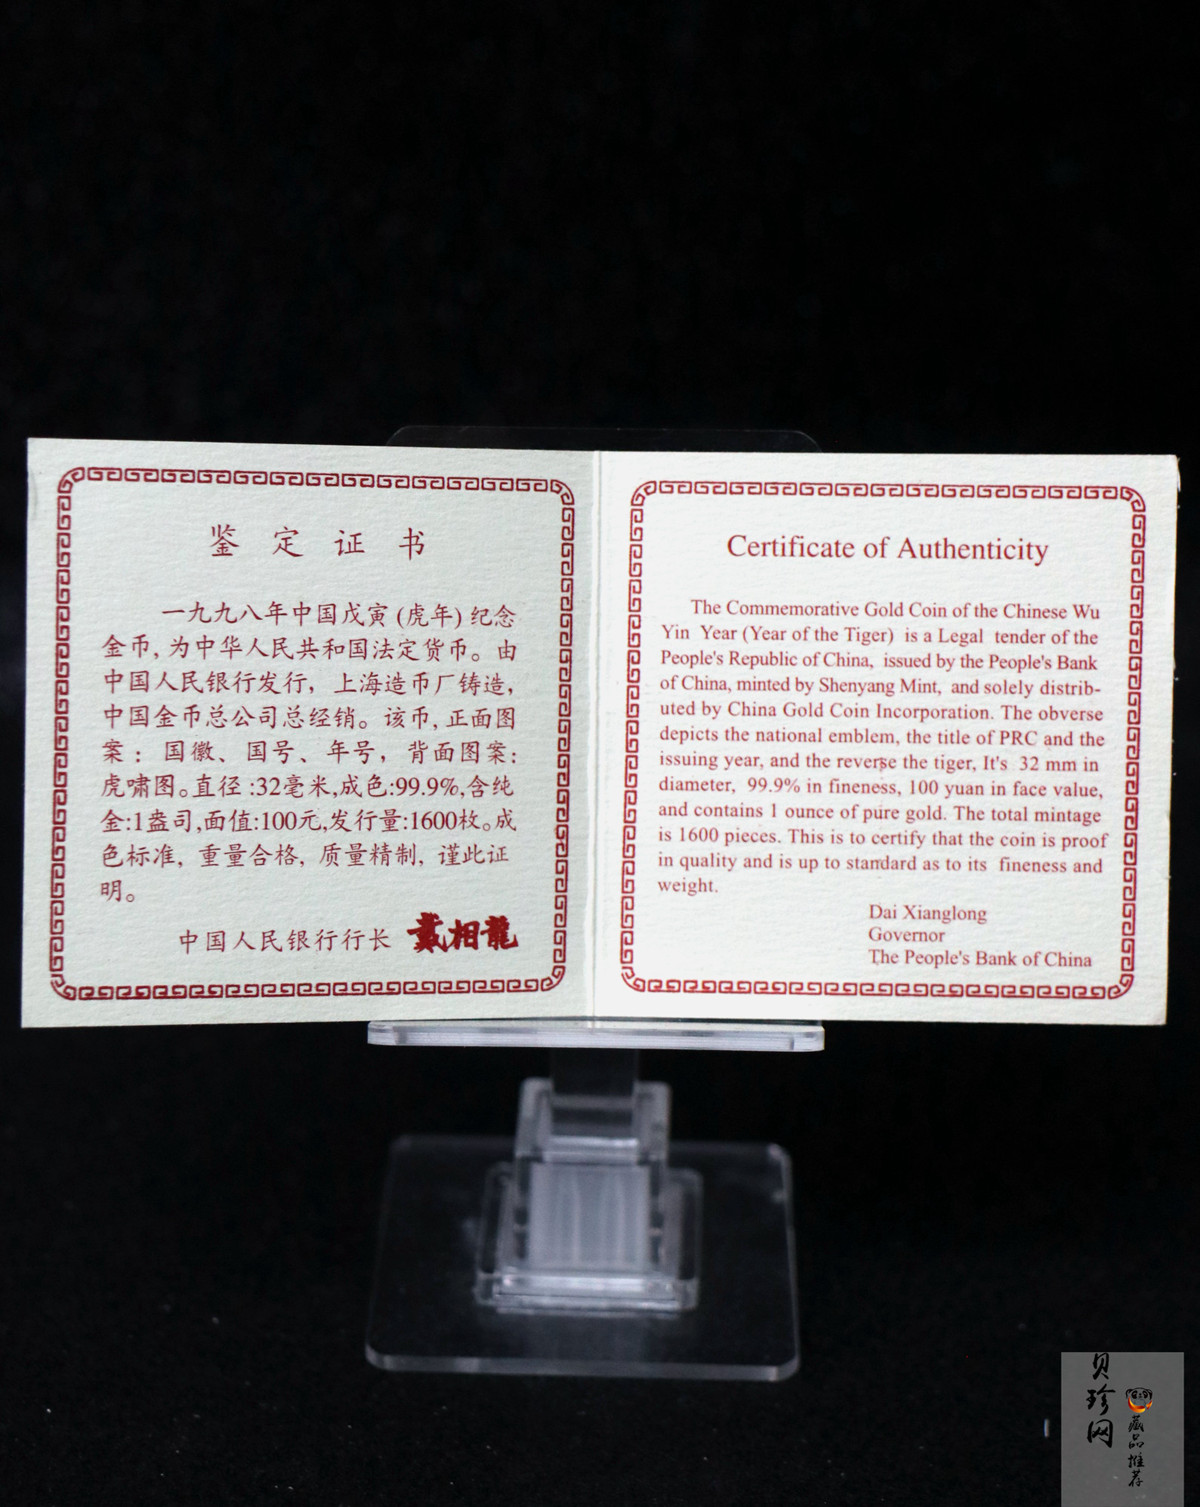 鉴定证书
一九九八年中国戊寅(虎年)纪念
金币,为中华人民共和国法定货币。由
中国人民银行发行,上海造币厂铸造,
中国金币总公司总经销。该币,正面图
案:国徽、国号、年号,背面图案:
虎啸图。直径:32毫米,成色:99.9%,含纯
金:1盎司,面值:100元,发行量:1600枚。成
色标准,重量合格,质量精制,谨此证
明。
中国人民银行行长 戴相龍
Certificate of Authenticity
The Commemorative Gold Coin of the Chinese Wu
Yin Year (Year of the Tiger) is a Legal tender of the
People's Republic of China, issued by the People's Bank
of China, minted by Shenyang Mint, and solely distrib-
uted by China Gold Coin Incorporation. The obverse
depicts the national emblem, the title of PRC and the
issuing year, and the reverse the tiger, It's 32 mm in
diameter, 99.9% in fineness, 100 yuan in face value,
and contains 1 ounce of pure gold. The total mintage
is 1600 pieces. This is to certify that the coin is proof
in quality and is up to standard as to its fineness and
weight.
Dai Xianglong
Governor
The People's Bank of China
贝珍网
藏品推荐